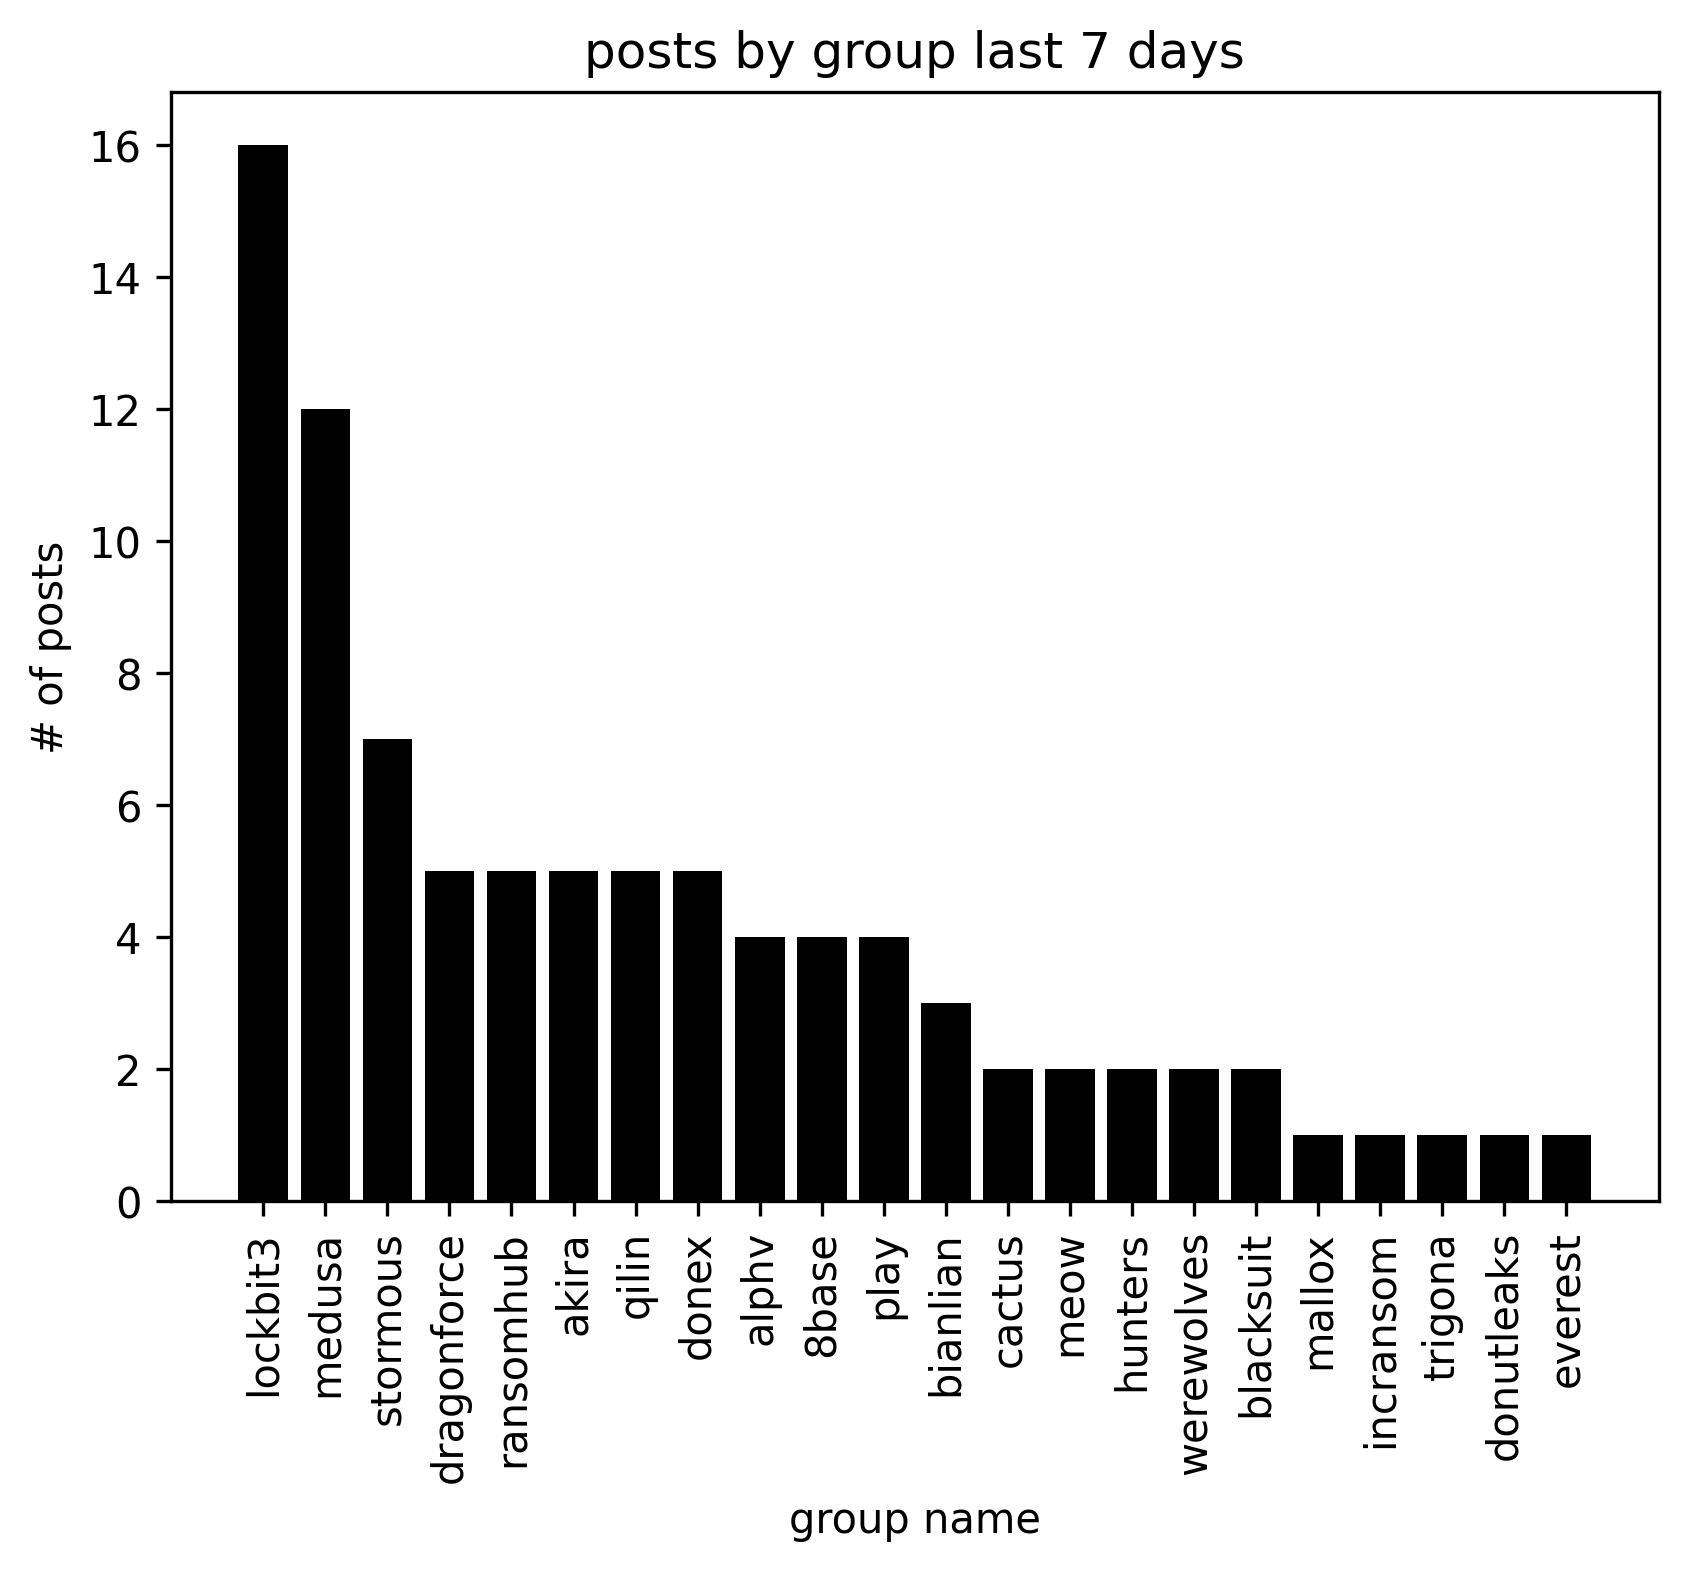 posts by group last 7 days
# of posts
16
14
12
10
8
6
4
2
0
lockbit3
medusa
stormous
dragonforce
ransomhub
akira
qilin
donex
alphv
8base
play
bianlian
cactus
meow
hunters
werewolves
blacksuit
mallox
incransom
trigona
donutleaks
everest
group name